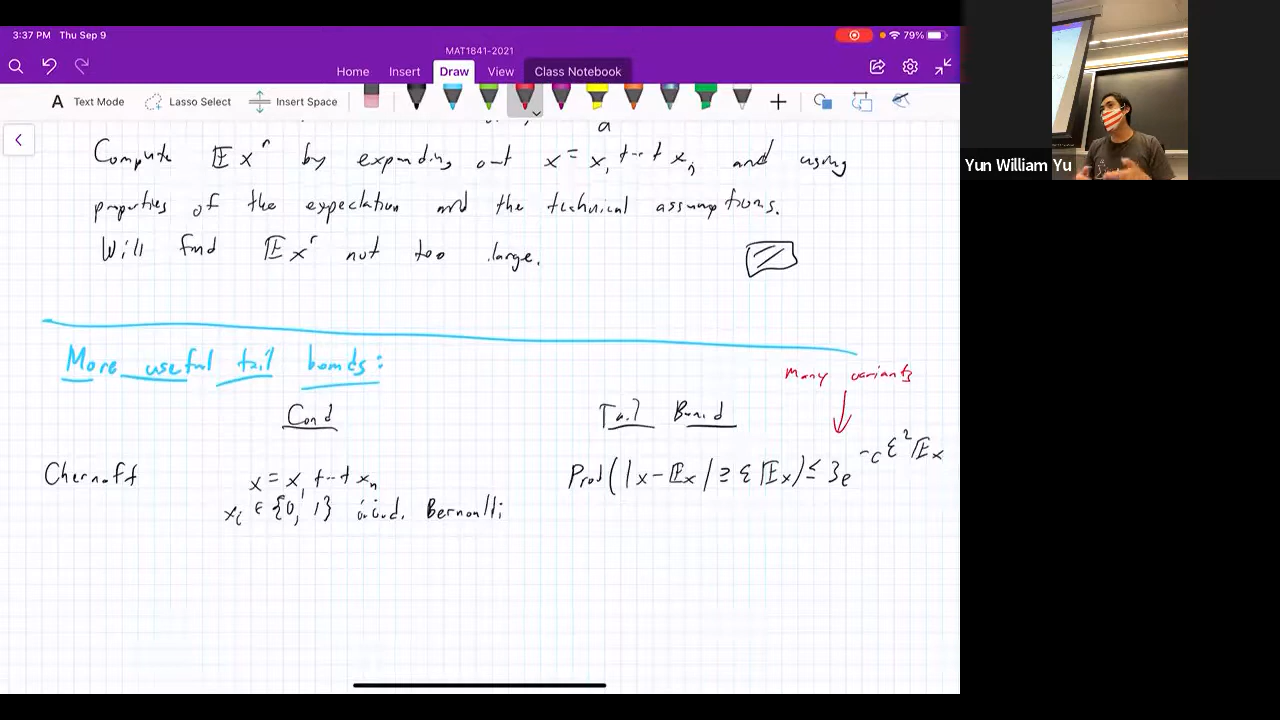 3:37 PM Thu Sep 9
79%
MAT1841-2021
Home Insert Draw View Class Notebook
Text Mode Lasso Select Insert Space
a
Compute 𝔼x^r by expanding out x = x₁ +⋯+ xₙ and using
properties of the expectation and the technical assumptions.
Will find 𝔼x^r not too large.
More useful tail bounds:
many variants
Cond Tail Bound
Chernoff x = x₁ +⋯+ xₙ Prob(|x - 𝔼x| ≥ ε𝔼x) ≤ 3e^{-cε²𝔼x}
xᵢ ∈ {0, 1} i.i.d. Bernoulli
Yun William Yu